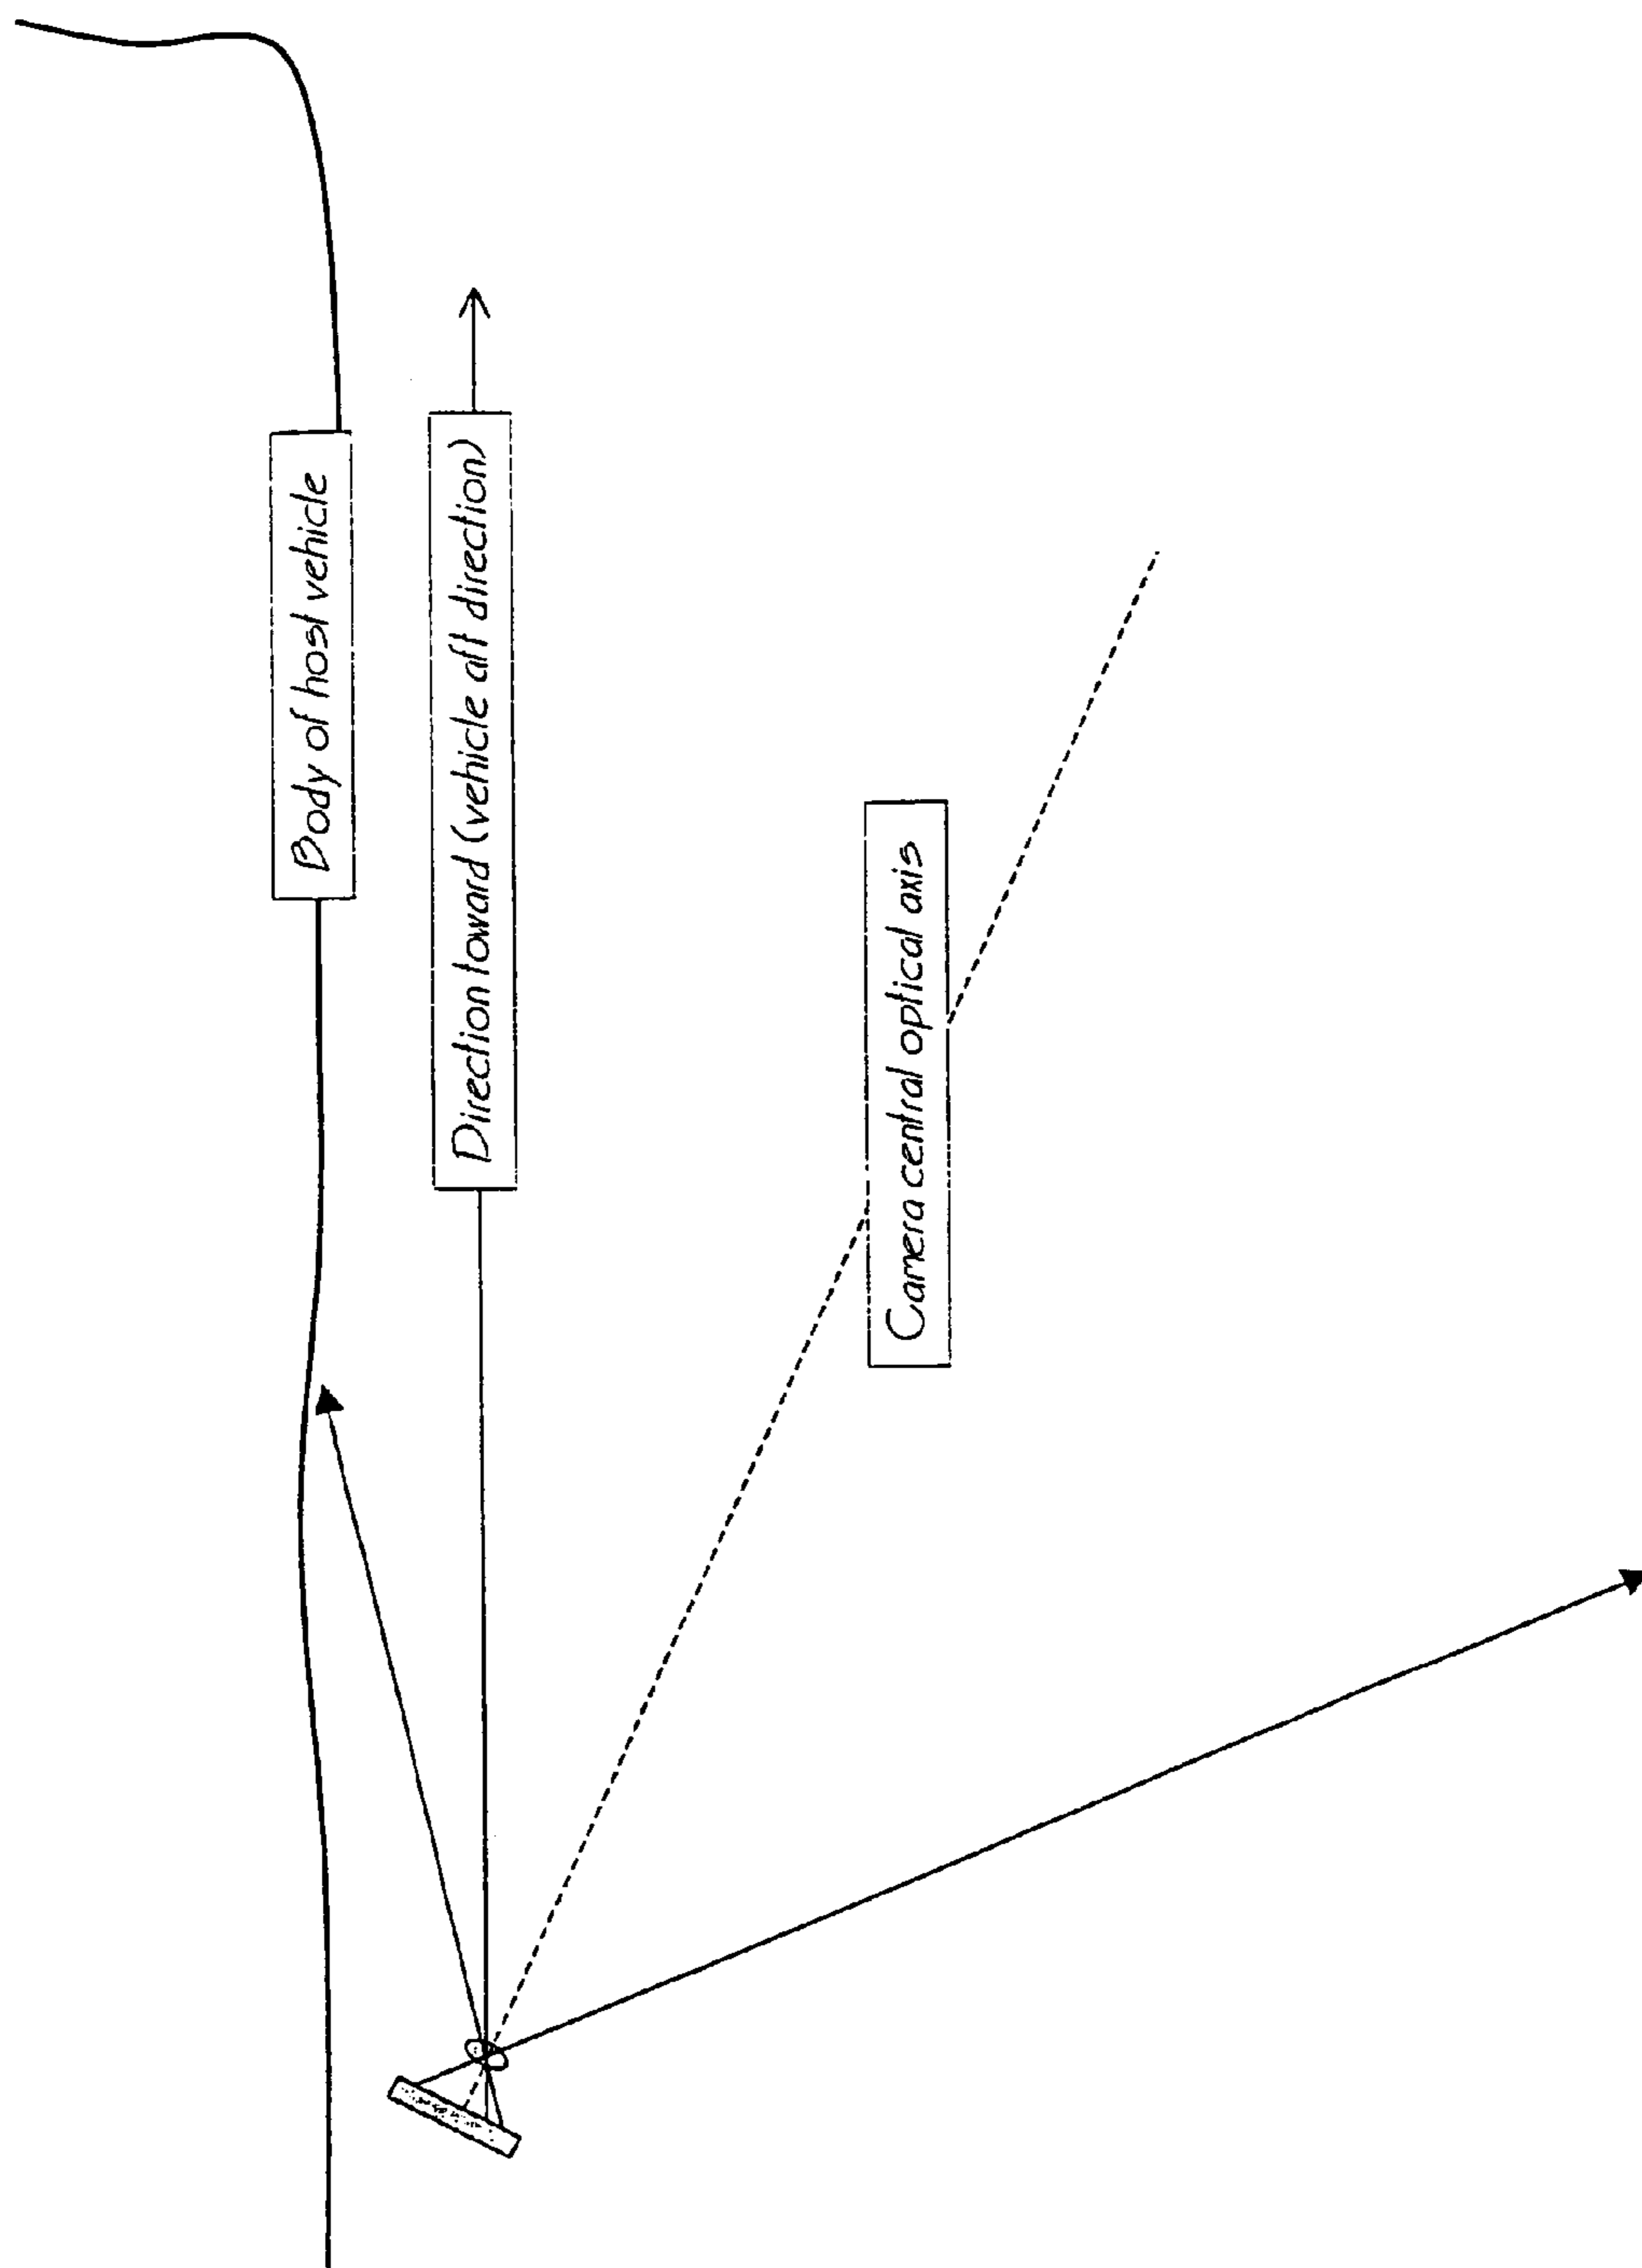 Body of host vehicle
Direction toward (vehicle aft direction)
Camera central optical axis